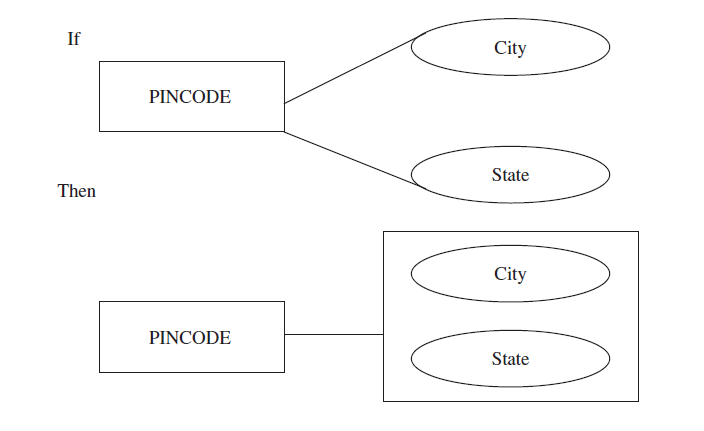 If
City
PINCODE
State
Then
City
PINCODE
State